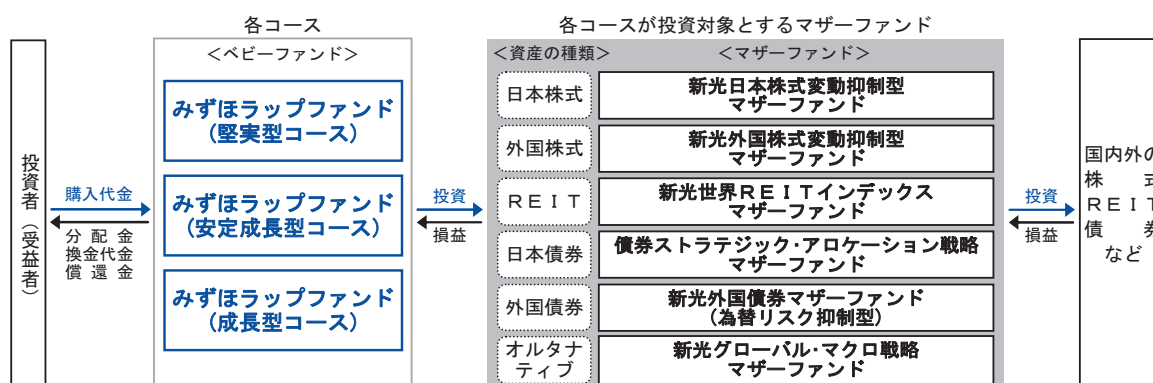 各コース
各コースが投資対象とするマザーファンド
<ベビーファンド>
<資産の種類>
<マザーファンド>
投資者(受益者)
購入代金
分配金
換金代金
償還金
みずほラップファンド
(堅実型コース)
みずほラップファンド
(安定成長型コース)
みずほラップファンド
(成長型コース)
投資
損益
日本株式
新光日本株式変動抑制型
マザーファンド
外国株式
新光外国株式変動抑制型
マザーファンド
REIT
新光世界REITインデックス
マザーファンド
日本債券
債券ストラテジック・アロケーション戦略
マザーファンド
外国債券
新光外国債券マザーファンド
(為替リスク抑制型)
オルタナ
ティブ
新光グローバル・マクロ戦略
マザーファンド
投資
損益
国内外の
株式
REIT
債券
など